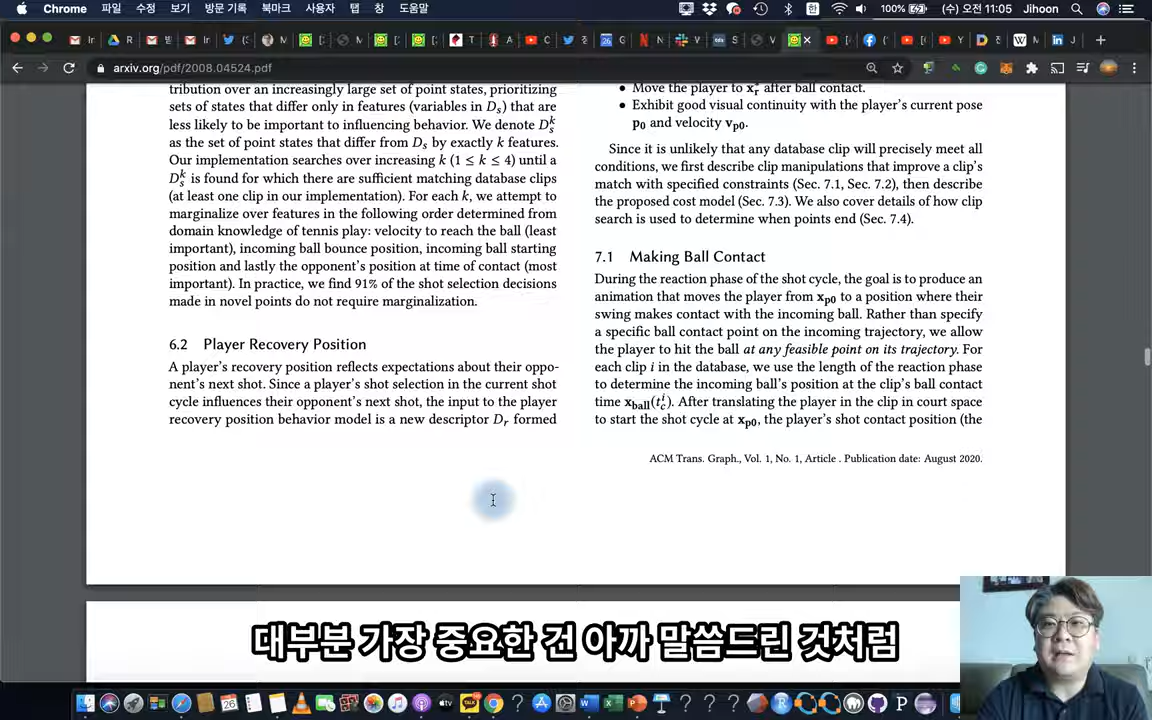 Chrome 파일 수정 보기 방문 기록 북마크 사용자 탭 창 도움말 한 100% (수) 오전 11:05 Jihoon
arxiv.org/pdf/2008.04524.pdf
tribution over an increasingly large set of point states, prioritizing
sets of states that differ only in features (variables in Ds) that are
less likely to be important to influencing behavior. We denote D_s^k
as the set of point states that differ from Ds by exactly k features.
Our implementation searches over increasing k (1 ≤ k ≤ 4) until a
D_s^k is found for which there are sufficient matching database clips
(at least one clip in our implementation). For each k, we attempt to
marginalize over features in the following order determined from
domain knowledge of tennis play: velocity to reach the ball (least
important), incoming ball bounce position, incoming ball starting
position and lastly the opponent's position at time of contact (most
important). In practice, we find 91% of the shot selection decisions
made in novel points do not require marginalization.
6.2 Player Recovery Position
A player's recovery position reflects expectations about their oppo-
nent's next shot. Since a player's shot selection in the current shot
cycle influences their opponent's next shot, the input to the player
recovery position behavior model is a new descriptor Dr formed
• Move the player to x_r^* after ball contact.
• Exhibit good visual continuity with the player's current pose
p0 and velocity vp0.
Since it is unlikely that any database clip will precisely meet all
conditions, we first describe clip manipulations that improve a clip's
match with specified constraints (Sec. 7.1, Sec. 7.2), then describe
the proposed cost model (Sec. 7.3). We also cover details of how clip
search is used to determine when points end (Sec. 7.4).
7.1 Making Ball Contact
During the reaction phase of the shot cycle, the goal is to produce an
animation that moves the player from xp0 to a position where their
swing makes contact with the incoming ball. Rather than specify
a specific ball contact point on the incoming trajectory, we allow
the player to hit the ball at any feasible point on its trajectory. For
each clip i in the database, we use the length of the reaction phase
to determine the incoming ball's position at the clip's ball contact
time xball(t_c^i). After translating the player in the clip in court space
to start the shot cycle at xp0, the player's shot contact position (the
ACM Trans. Graph., Vol. 1, No. 1, Article . Publication date: August 2020.
대부분 가장 중요한 건 아까 말씀드린 것처럼